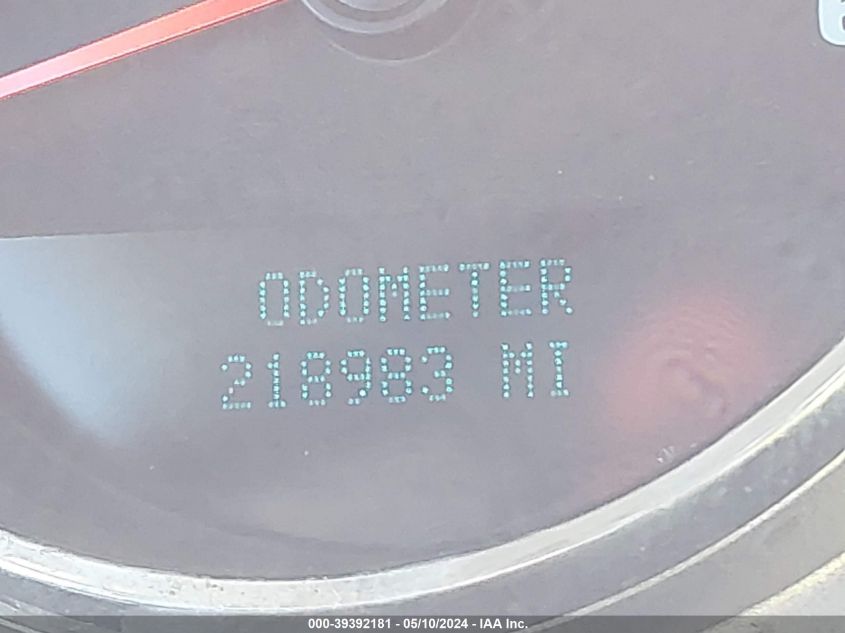 ODOMETER
218983 MI
000-39392181 - 05/10/2024 - IAA Inc.